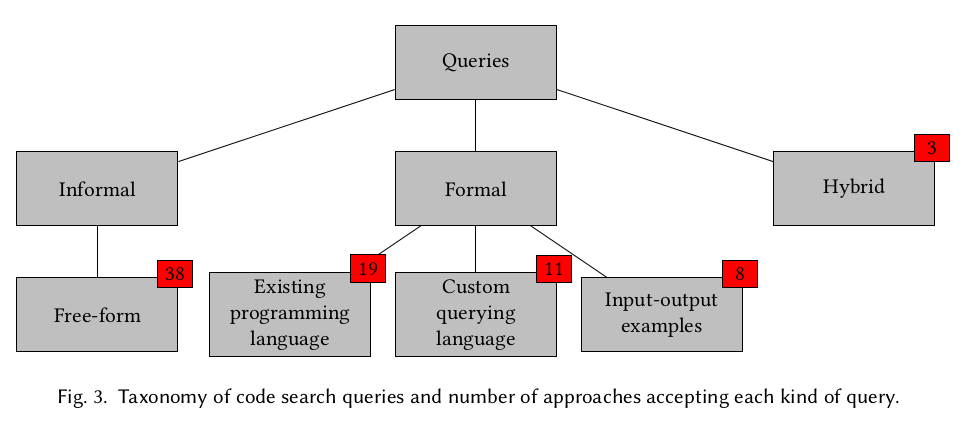 Queries
Informal
Formal
3
Hybrid
38
Free-form
19
Existing
programming
language
11
Custom
querying
language
8
Input-output
examples
Fig. 3. Taxonomy of code search queries and number of approaches accepting each kind of query.